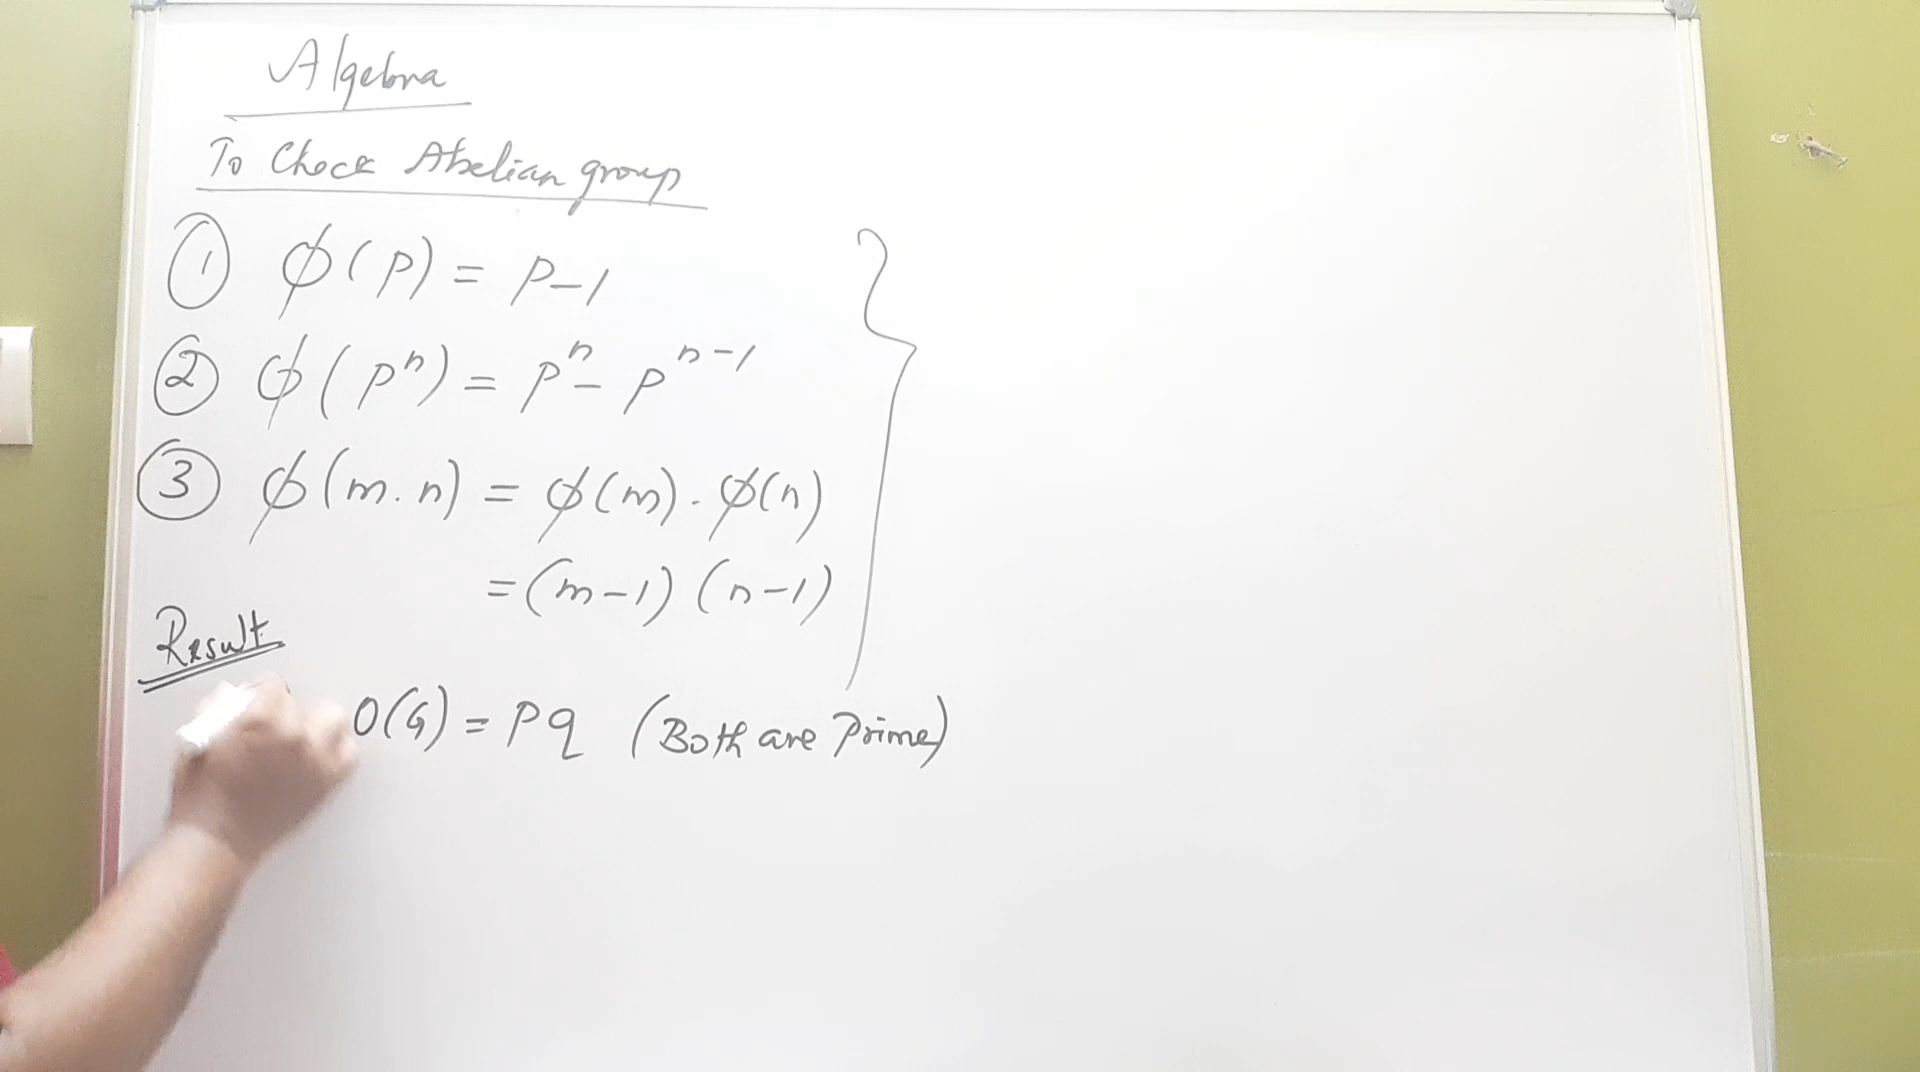 Algebra
To Check Abelian group
① ϕ(p) = p-1
② ϕ(pⁿ) = pⁿ - pⁿ⁻¹
③ ϕ(m.n) = ϕ(m).ϕ(n)
= (m-1) (n-1)
Result
O(G) = pq (Both are Prime)